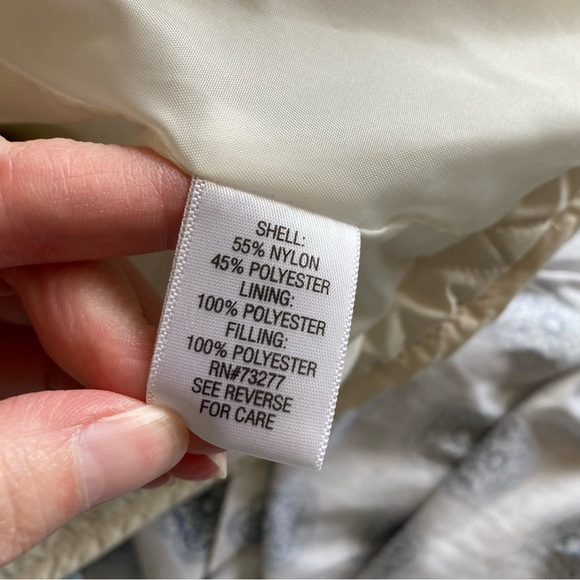 SHELL:
55% NYLON
45% POLYESTER
LINING:
100% POLYESTER
FILLING:
100% POLYESTER
RN#73277
SEE REVERSE
FOR CARE